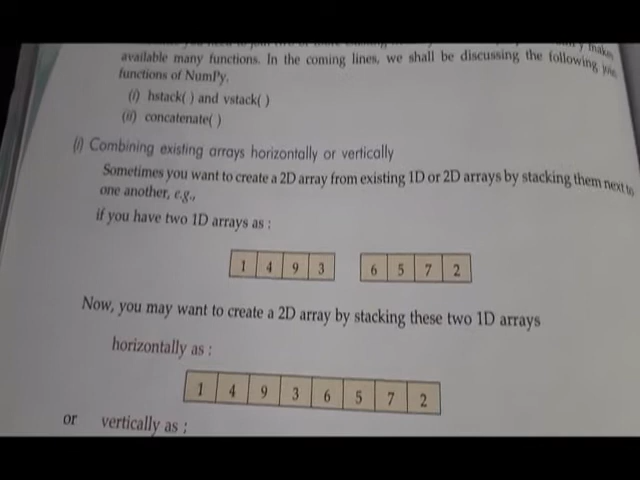 available many functions. In the coming lines, we shall be discussing the following join
functions of NumPy.
(i) hstack( ) and vstack( )
(ii) concatenate( )
(i) Combining existing arrays horizontally or vertically
Sometimes you want to create a 2D array from existing 1D or 2D arrays by stacking them next to
one another, e.g.,
if you have two 1D arrays as :
1 4 9 3 6 5 7 2
Now, you may want to create a 2D array by stacking these two 1D arrays
horizontally as :
1 4 9 3 6 5 7 2
or vertically as ;